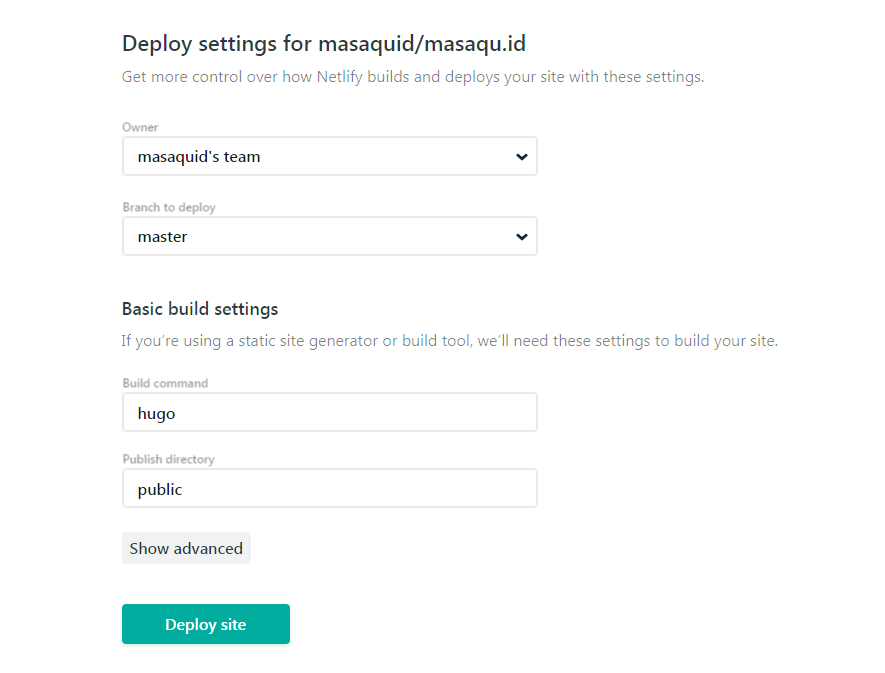 Deploy settings for masaquid/masaqu.id
Get more control over how Netlify builds and deploys your site with these settings.
Owner
masaquid's team
Branch to deploy
master
Basic build settings
If you’re using a static site generator or build tool, we’ll need these settings to build your site.
Build command
hugo
Publish directory
public
Show advanced
Deploy site